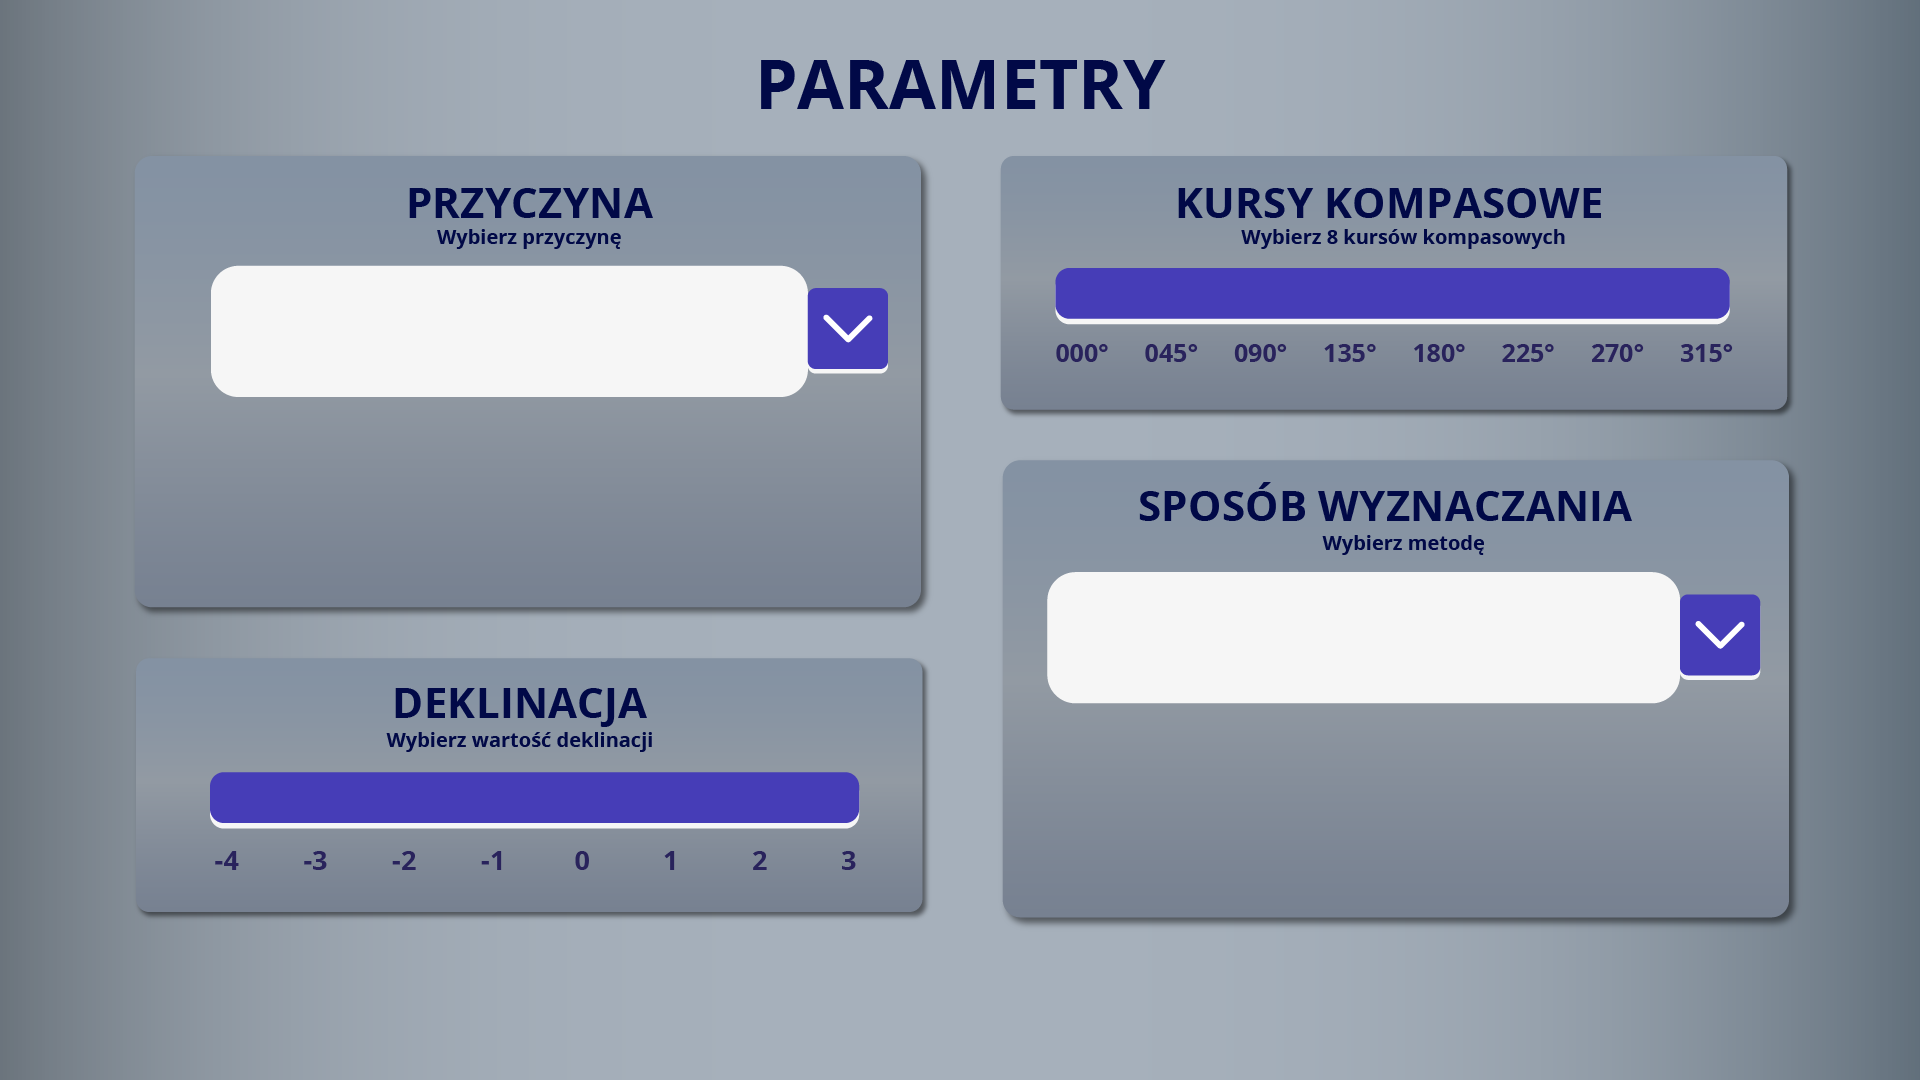 PARAMETRY
PRZYCZYNA
Wybierz przyczynę
DEKLINACJA
Wybierz wartość deklinacji
-4 -3 -2 -1 0 1 2 3
KURSY KOMPASOWE
Wybierz 8 kursów kompasowych
000° 045° 090° 135° 180° 225° 270° 315°
SPOSÓB WYZNACZANIA
Wybierz metodę